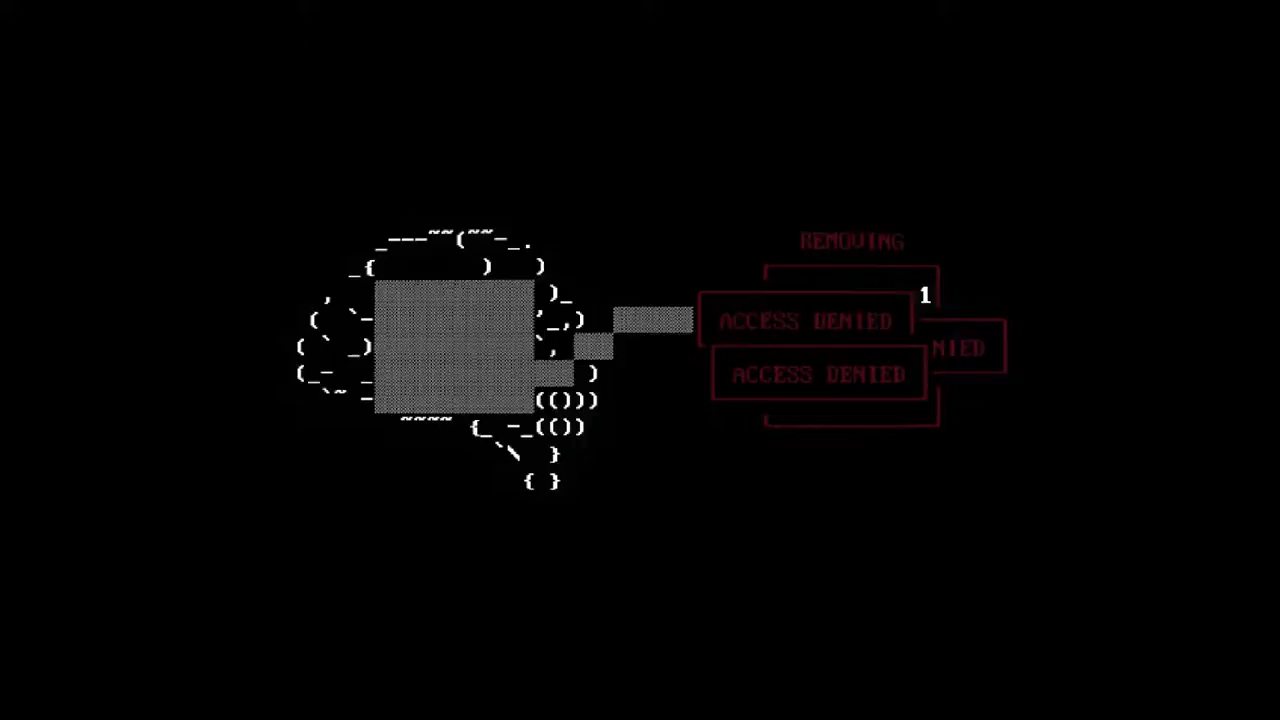 REMOVING
1
ACCESS DENIED
NIED
ACCESS DENIED